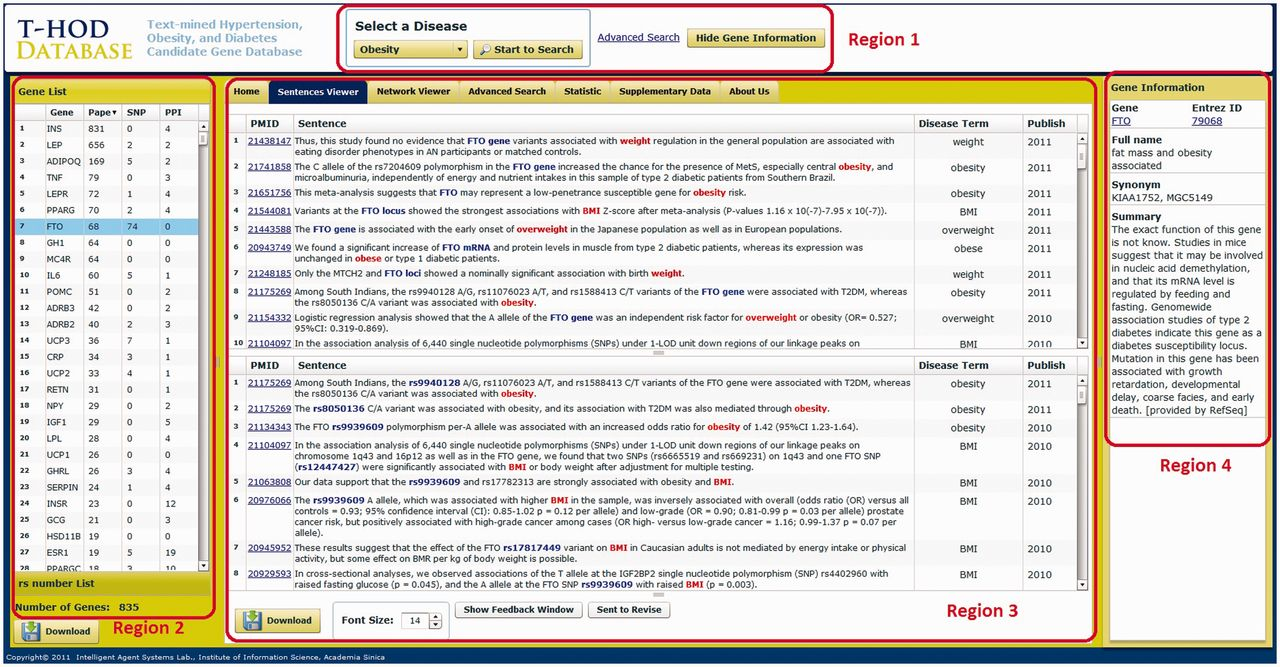 T-HOD
DATABASE
Text-mined Hypertension,
Obesity, and Diabetes
Candidate Gene Database
Select a Disease
Obesity
Start to Search
Advanced Search
Hide Gene Information
Region 1
Gene List
Gene Pape SNP PPI
1 INS 831 0 4
2 LEP 656 2 2
3 ADIPOQ 169 5 2
4 TNF 79 0 3
5 LEPR 72 1 4
6 PPARG 70 2 4
7 FTO 68 74 0
8 GH1 64 0 0
9 MC4R 64 0 0
10 IL6 60 5 1
11 POMC 51 0 2
12 ADRB3 42 0 2
13 ADRB2 40 2 3
14 UCP3 36 7 1
15 CRP 34 3 1
16 UCP2 33 4 1
17 RETN 31 0 1
18 NPY 29 0 2
19 IGF1 29 0 5
20 LPL 28 0 4
21 UCP1 26 0 0
22 GHRL 26 3 4
23 SERPIN 24 1 4
24 INSR 23 0 12
25 GCG 21 0 3
26 HSD11B 19 0 0
27 ESR1 19 5 19
28 PPARGC 18 3 10
rs number List
Number of Genes: 835
Download
Region 2
Home Sentences Viewer Network Viewer Advanced Search Statistic Supplementary Data About Us
PMID Sentence Disease Term Publish
1 21438147 Thus, this study found no evidence that FTO gene variants associated with weight regulation in the general population are associated with weight 2011
eating disorder phenotypes in AN participants or matched controls.
2 21741858 The C allele of the rs7204609 polymorphism in the FTO gene increased the chance for the presence of MetS, especially central obesity, and obesity 2011
microalbuminuria, independently of energy and nutrient intakes in this sample of type 2 diabetic patients from Southern Brazil.
3 21651756 This meta-analysis suggests that FTO may represent a low-penetrance susceptible gene for obesity risk. obesity 2011
4 21544081 Variants at the FTO locus showed the strongest associations with BMI Z-score after meta-analysis (P-values 1.16 x 10(-7)-7.95 x 10(-7)). BMI 2011
5 21443588 The FTO gene is associated with the early onset of overweight in the Japanese population as well as in European populations. overweight 2011
6 20943749 We found a significant increase of FTO mRNA and protein levels in muscle from type 2 diabetic patients, whereas its expression was obese 2011
unchanged in obese or type 1 diabetic patients.
7 21248185 Only the MTCH2 and FTO loci showed a nominally significant association with birth weight. weight 2011
8 21175269 Among South Indians, the rs9940128 A/G, rs11076023 A/T, and rs1588413 C/T variants of the FTO gene were associated with T2DM, whereas obesity 2011
the rs8050136 C/A variant was associated with obesity.
9 21154332 Logistic regression analysis showed that the A allele of the FTO gene was an independent risk factor for overweight or obesity (OR= 0.527; overweight 2010
95%CI: 0.319-0.869).
10 21104097 In the association analysis of 6,440 single nucleotide polymorphisms (SNPs) under 1-LOD unit down regions of our linkage peaks on BMI 2010
PMID Sentence Disease Term Publish
1 21175269 Among South Indians, the rs9940128 A/G, rs11076023 A/T, and rs1588413 C/T variants of the FTO gene were associated with T2DM, whereas obesity 2011
the rs8050136 C/A variant was associated with obesity.
2 21175269 The rs8050136 C/A variant was associated with obesity, and its association with T2DM was also mediated through obesity. obesity 2011
3 21134343 The FTO rs9939609 polymorphism per-A allele was associated with an increased odds ratio for obesity of 1.42 (95%CI 1.23-1.64). obesity 2010
4 21104097 In the association analysis of 6,440 single nucleotide polymorphisms (SNPs) under 1-LOD unit down regions of our linkage peaks on BMI 2010
chromosome 1q43 and 16p12 as well as in the FTO gene, we found that two SNPs (rs6665519 and rs669231) on 1q43 and one FTO SNP
(rs12447427) were significantly associated with BMI or body weight after adjustment for multiple testing.
5 21063808 Our data support that the rs9939609 and rs17782313 are strongly associated with obesity and BMI. BMI 2010
6 20976066 The rs9939609 A allele, which was associated with higher BMI in the sample, was inversely associated with overall (odds ratio (OR) versus all BMI 2010
controls = 0.93; 95% confidence interval (CI): 0.85-1.02 p = 0.12 per allele) and low-grade (OR = 0.90; 0.81-0.99 p = 0.03 per allele) prostate
cancer risk, but positively associated with high-grade cancer among cases (OR high- versus low-grade cancer = 1.16; 0.99-1.37 p = 0.07 per
allele).
7 20945952 These results suggest that the effect of the FTO rs17817449 variant on BMI in Caucasian adults is not mediated by energy intake or physical BMI 2010
activity, but some effect on BMR per kg of body weight is possible.
8 20929593 In cross-sectional analyses, we observed associations of the T allele at the IGF2BP2 single nucleotide polymorphism (SNP) rs4402960 with BMI 2010
raised fasting glucose (p = 0.045), and the A allele at the FTO SNP rs9939609 with raised BMI (p = 0.003).
Download
Font Size: 14
Show Feedback Window
Sent to Revise
Region 3
Gene Information
Gene Entrez ID
FTO 79068
Full name
fat mass and obesity
associated
Synonym
KIAA1752, MGC5149
Summary
The exact function of this gene
is not know. Studies in mice
suggest that it may be involved
in nucleic acid demethylation,
and that its mRNA level is
regulated by feeding and
fasting. Genomewide
association studies of type 2
diabetes indicate this gene as a
diabetes susceptibility locus.
Mutation in this gene has been
associated with growth
retardation, developmental
delay, coarse facies, and early
death. [provided by RefSeq]
Region 4
Copyright© 2011 Intelligent Agent Systems Lab., Institute of Information Science, Academia Sinica